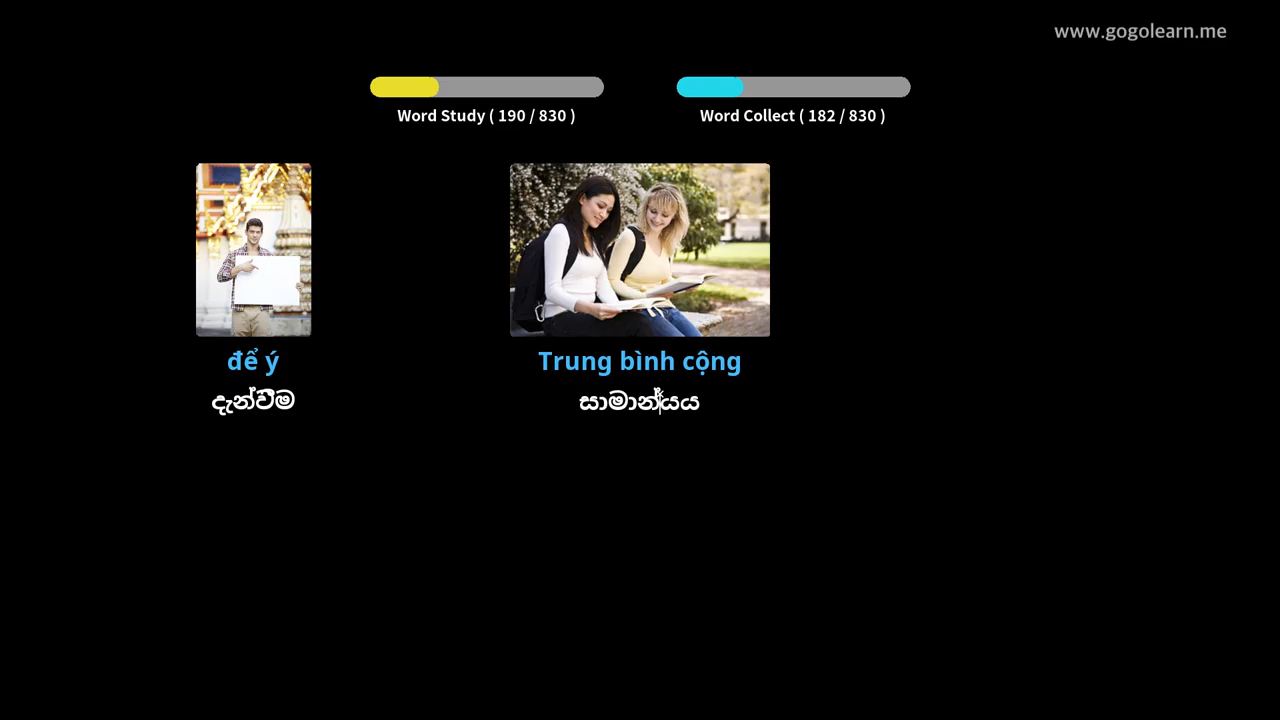 www.gogolearn.me
Word Study ( 190 / 830 )
Word Collect ( 182 / 830 )
để ý
දැන්වීම
Trung bình cộng
සාමාන්‍යය